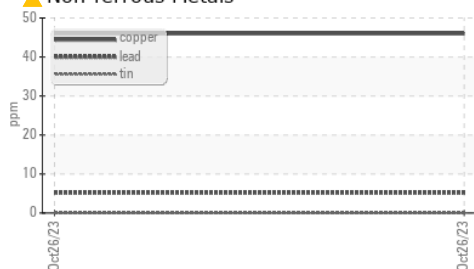 Non-ferrous Metals
50
40
30
20
10
0
ppm
copper
lead
tin
Oct26/23
Oct26/23